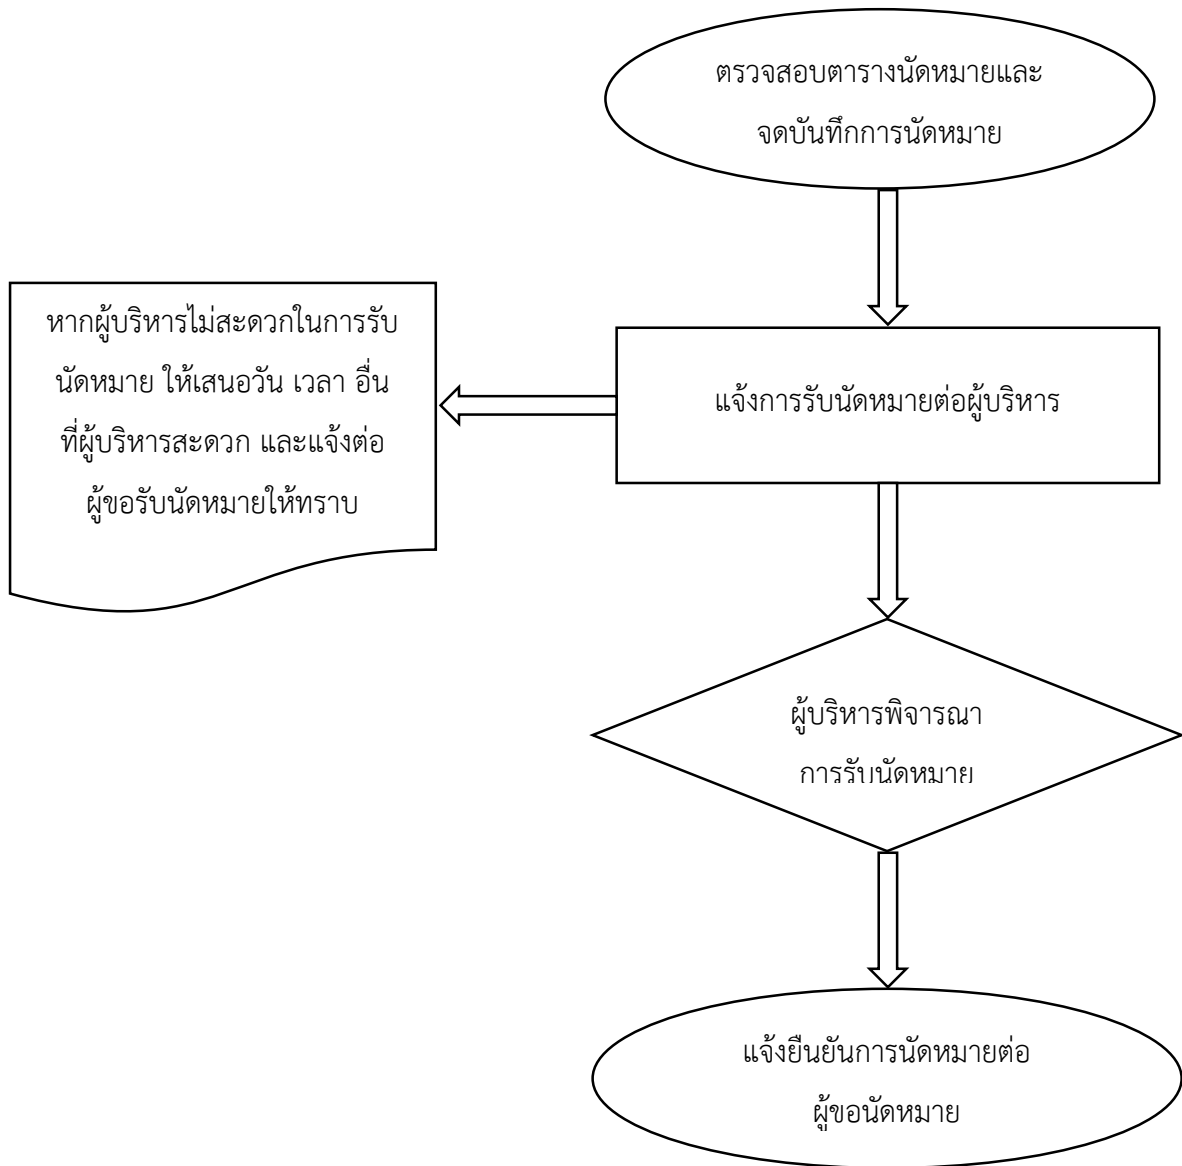 ตรวจสอบตารางนัดหมายและ
จดบันทึกการนัดหมาย
หากผู้บริหารไม่สะดวกในการรับ
นัดหมาย ให้เสนอวัน เวลา อื่น
ที่ผู้บริหารสะดวก และแจ้งต่อ
ผู้ขอรับนัดหมายให้ทราบ
แจ้งการรับนัดหมายต่อผู้บริหาร
ผู้บริหารพิจารณา
การรับนัดหมาย
แจ้งยืนยันการนัดหมายต่อ
ผู้ขอนัดหมาย